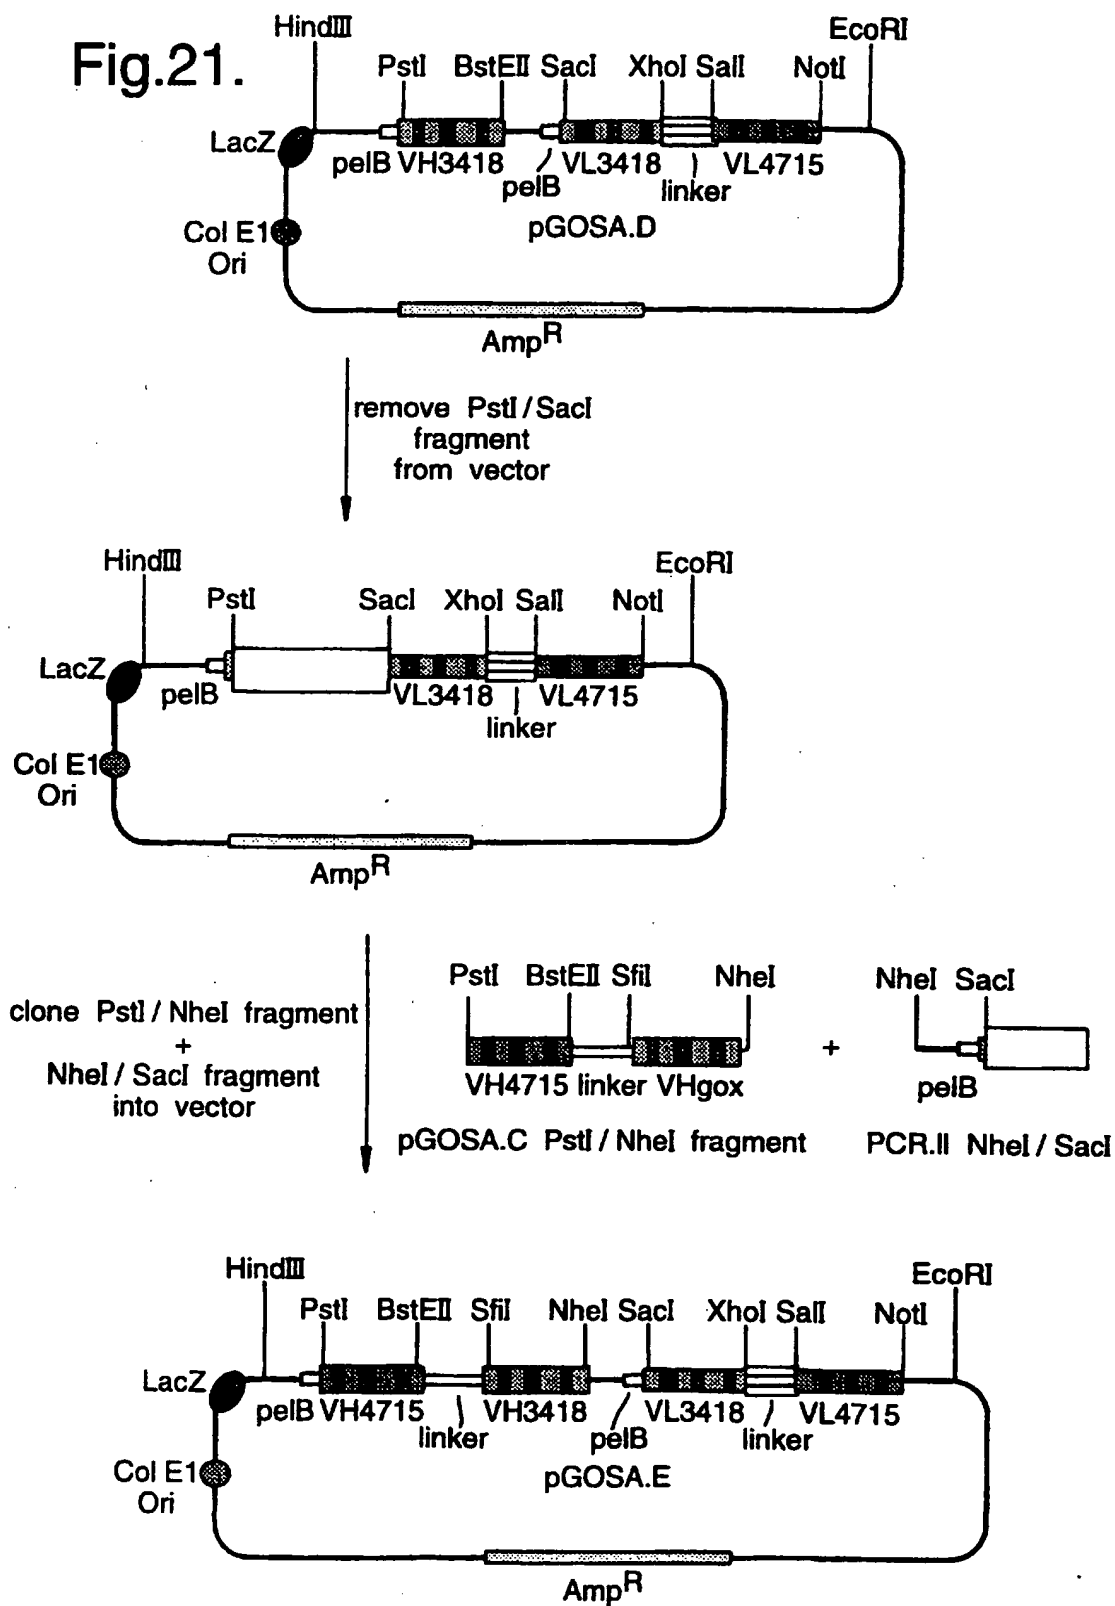 Fig.21.
HindIII
EcoRI
PstI BstEII SacI XhoI SalI NotI
LacZ
pelB VH3418 pelB VL3418 linker VL4715
Col E1
Ori
pGOSA.D
AmpR
remove PstI/SacI
fragment
from vector
HindIII
EcoRI
PstI SacI XhoI SalI NotI
LacZ
pelB VL3418 linker VL4715
Col E1
Ori
AmpR
clone PstI/NheI fragment
+
NheI/SacI fragment
into vector
PstI BstEII SfiI NheI
VH4715 linker VHgox
pGOSA.C PstI/NheI fragment
+
NheI SacI
pelB
PCR.II NheI/SacI
HindIII
EcoRI
PstI BstEII SfiI NheI SacI XhoI SalI NotI
LacZ
pelB VH4715 linker VH3418 pelB VL3418 linker VL4715
Col E1
Ori
pGOSA.E
AmpR